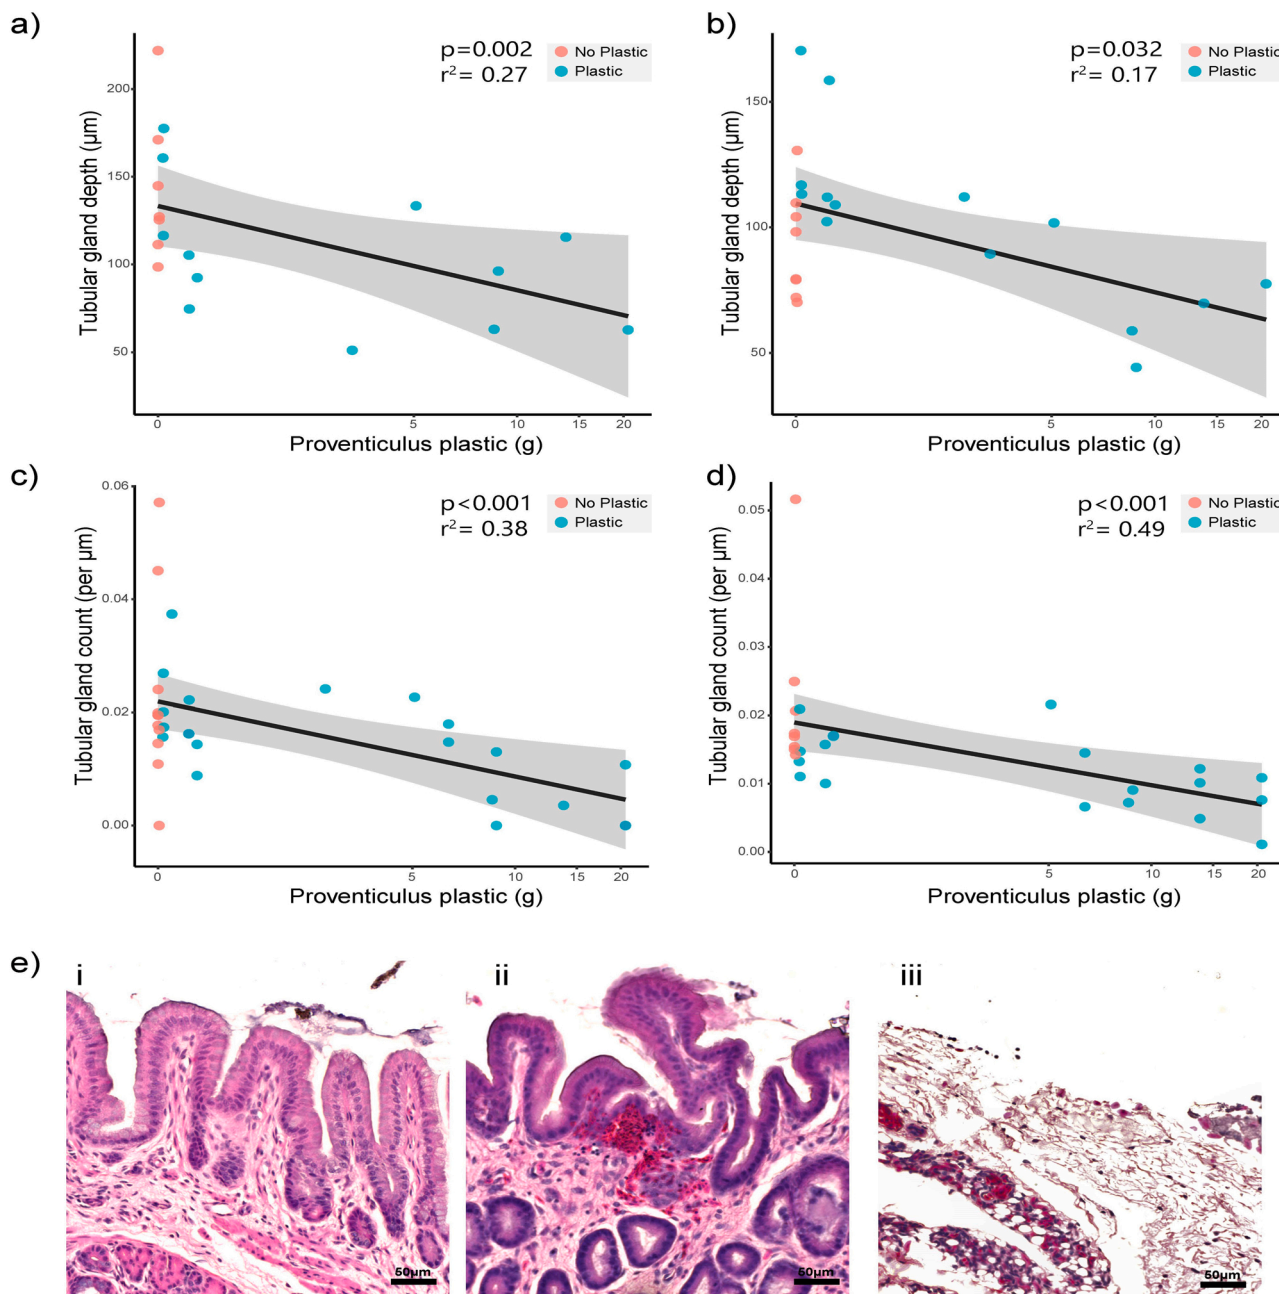 a)
p=0.002
r²= 0.27
No Plastic
Plastic
200
150
100
50
Tubular gland depth (µm)
0 5 10 15 20
Proventiculus plastic (g)
b)
p=0.032
r²= 0.17
No Plastic
Plastic
150
100
50
Tubular gland depth (µm)
0 5 10 15 20
Proventiculus plastic (g)
c)
p<0.001
r²= 0.38
No Plastic
Plastic
0.06
0.04
0.02
0.00
Tubular gland count (per µm)
0 5 10 15 20
Proventiculus plastic (g)
d)
p<0.001
r²= 0.49
No Plastic
Plastic
0.05
0.04
0.03
0.02
0.01
0.00
Tubular gland count (per µm)
0 5 10 15 20
Proventiculus plastic (g)
e)
i
ii
iii
50µm
50µm
50µm